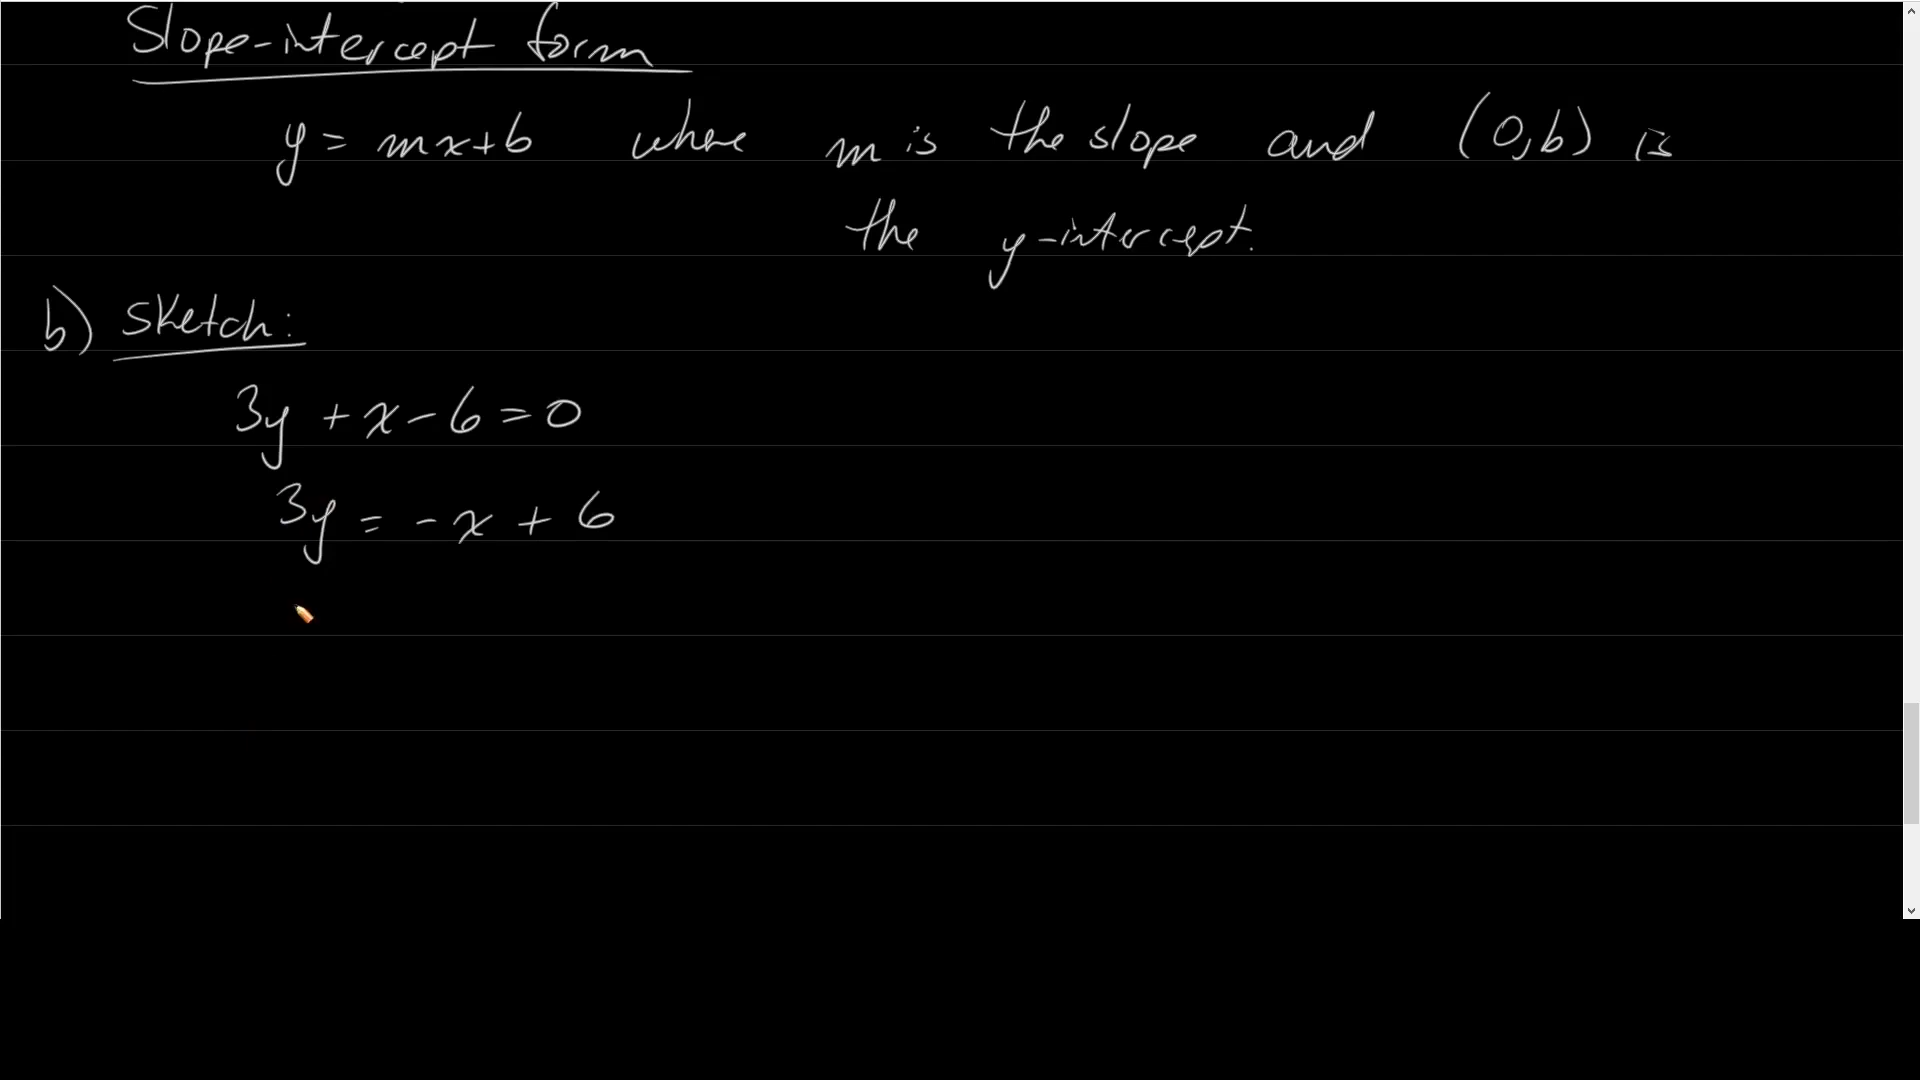 Slope-intercept form
y = mx+b where m is the slope and (0,b) is
the y-intercept.
b) Sketch:
3y + x - 6 = 0
3y = -x + 6